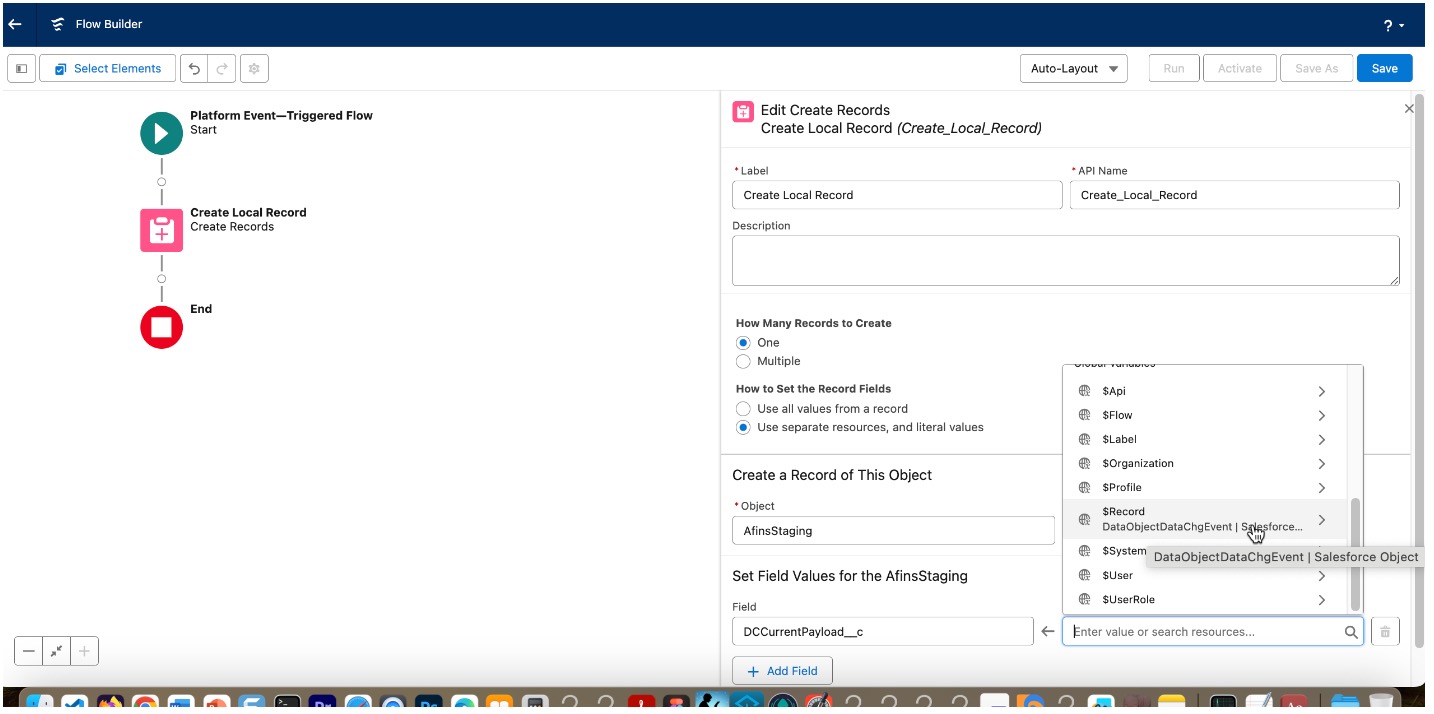 Flow Builder
?
Select Elements
Auto-Layout
Run
Activate
Save As
Save
Platform Event—Triggered Flow
Start
Create Local Record
Create Records
End
Edit Create Records
Create Local Record (Create_Local_Record)
* Label
* API Name
Create Local Record
Create_Local_Record
Description
How Many Records to Create
One
Multiple
How to Set the Record Fields
Use all values from a record
Use separate resources, and literal values
Create a Record of This Object
* Object
AfinsStaging
Set Field Values for the AfinsStaging
Field
DCCurrentPayload__c
Add Field
Global Variables
$Api
$Flow
$Label
$Organization
$Profile
$Record
DataObjectDataChgEvent | Salesforce...
$System
DataObjectDataChgEvent | Salesforce Object
$User
$UserRole
Enter value or search resources...